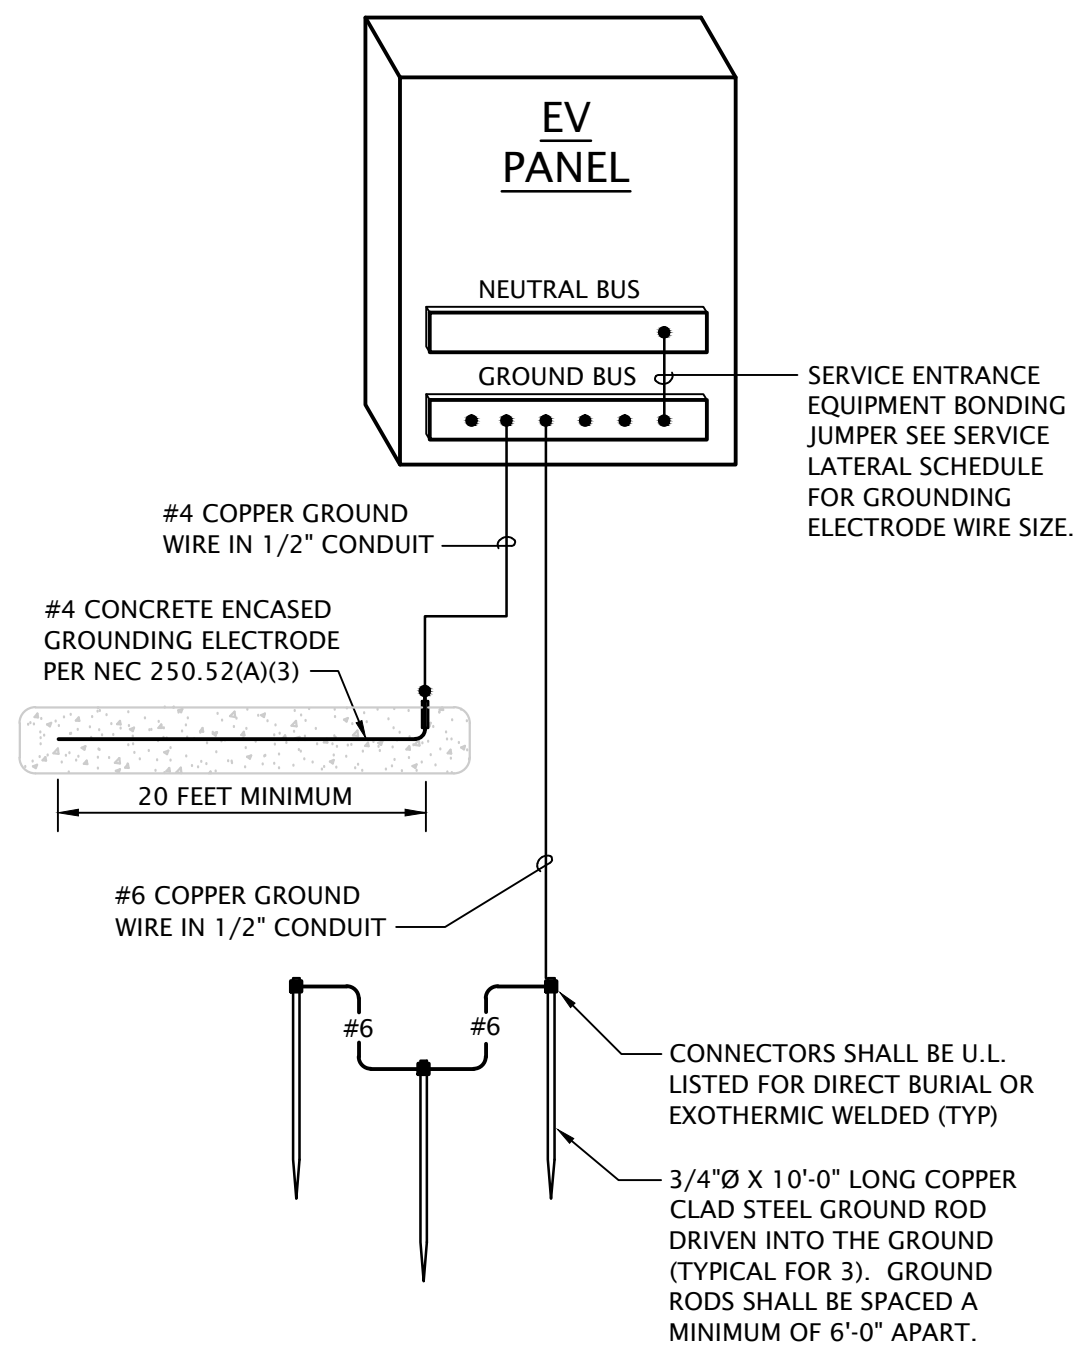 EV
PANEL
NEUTRAL BUS
GROUND BUS
SERVICE ENTRANCE
EQUIPMENT BONDING
JUMPER SEE SERVICE
LATERAL SCHEDULE
FOR GROUNDING
ELECTRODE WIRE SIZE.
#4 COPPER GROUND
WIRE IN 1/2" CONDUIT
#4 CONCRETE ENCASED
GROUNDING ELECTRODE
PER NEC 250.52(A)(3)
20 FEET MINIMUM
#6 COPPER GROUND
WIRE IN 1/2" CONDUIT
#6
#6
CONNECTORS SHALL BE U.L.
LISTED FOR DIRECT BURIAL OR
EXOTHERMIC WELDED (TYP)
3/4"Ø X 10'-0" LONG COPPER
CLAD STEEL GROUND ROD
DRIVEN INTO THE GROUND
(TYPICAL FOR 3). GROUND
RODS SHALL BE SPACED A
MINIMUM OF 6'-0" APART.